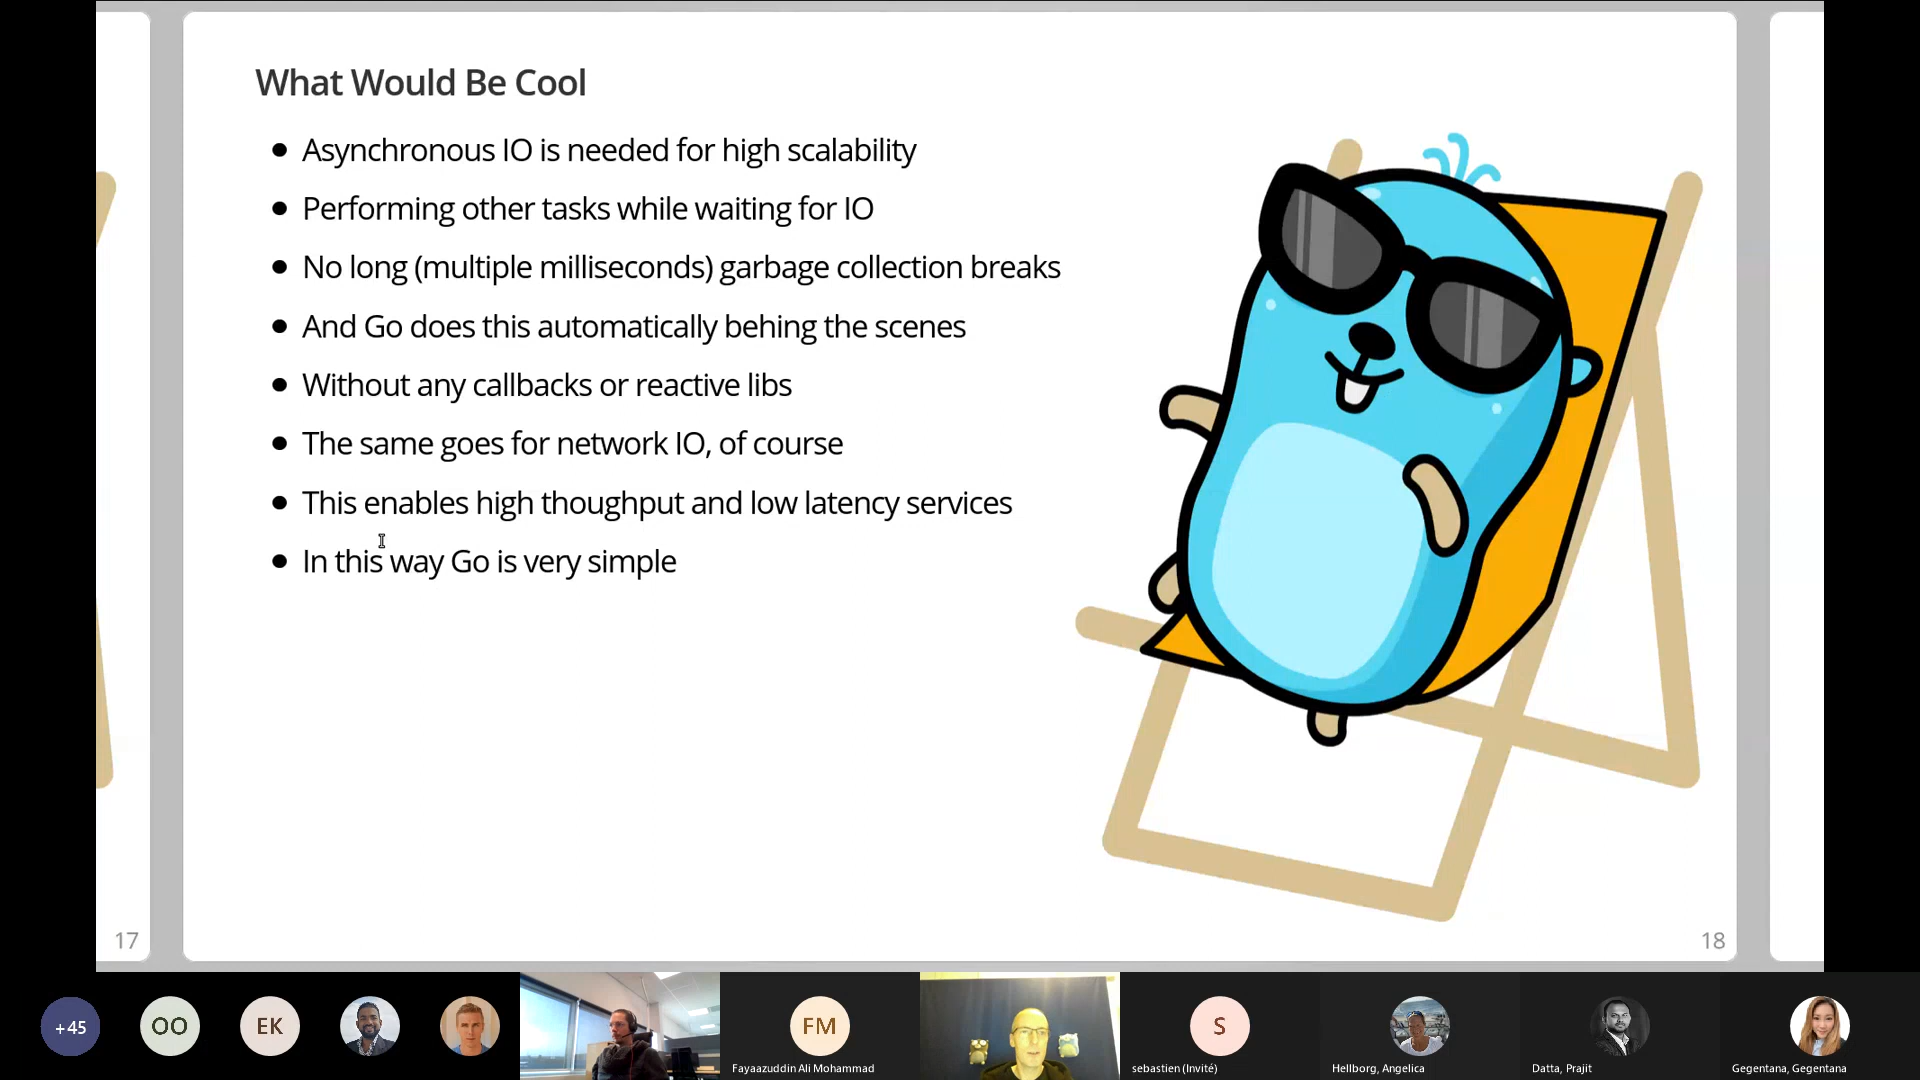 What Would Be Cool
Asynchronous IO is needed for high scalability
Performing other tasks while waiting for IO
No long (multiple milliseconds) garbage collection breaks
And Go does this automatically behing the scenes
Without any callbacks or reactive libs
The same goes for network IO, of course
This enables high thoughput and low latency services
In this way Go is very simple
17
18
+45
OO
EK
FM
S
Fayaazuddin Ali Mohammad
sebastien (Invité)
Hellborg, Angelica
Datta, Prajit
Gegentana, Gegentana